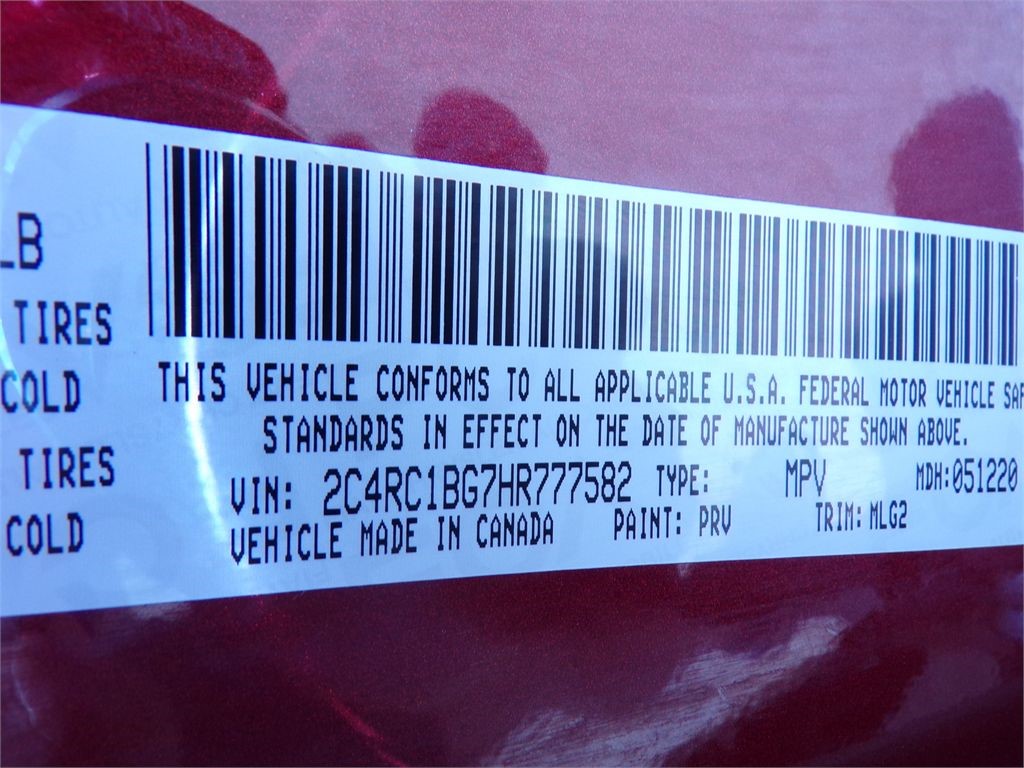 LB
TIRES
COLD
TIRES
COLD
THIS VEHICLE CONFORMS TO ALL APPLICABLE U.S.A. FEDERAL MOTOR VEHICLE SAF
STANDARDS IN EFFECT ON THE DATE OF MANUFACTURE SHOWN ABOVE.
VIN: 2C4RC1BG7HR777582 TYPE: MPV MDH:051220
VEHICLE MADE IN CANADA PAINT: PRV TRIM: MLG2